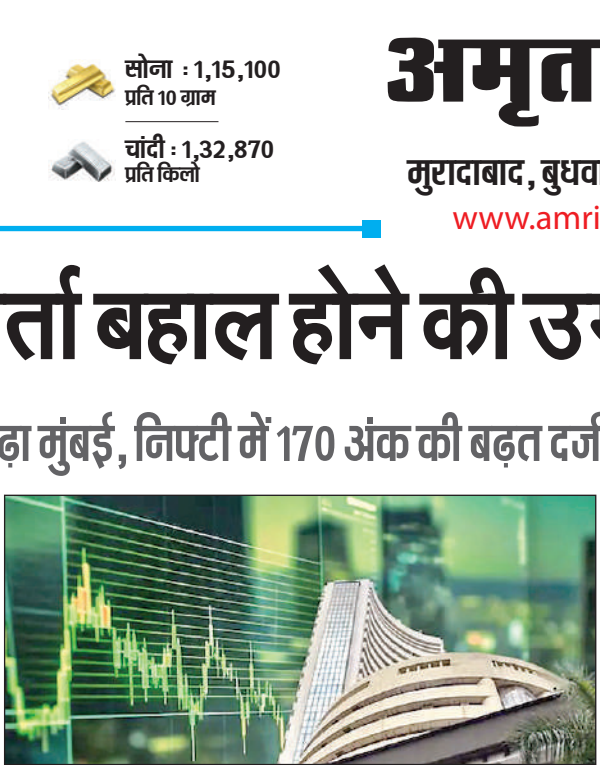 सोना : 1,15,100
प्रति 10 ग्राम
चांदी : 1,32,870
प्रति किलो
अमृत
मुरादाबाद, बुधवा
www.amri
र्ता बहाल होने की
ढ़ा मुंबई, निफ्टी में 170 अंक की बढ़त दर्ज